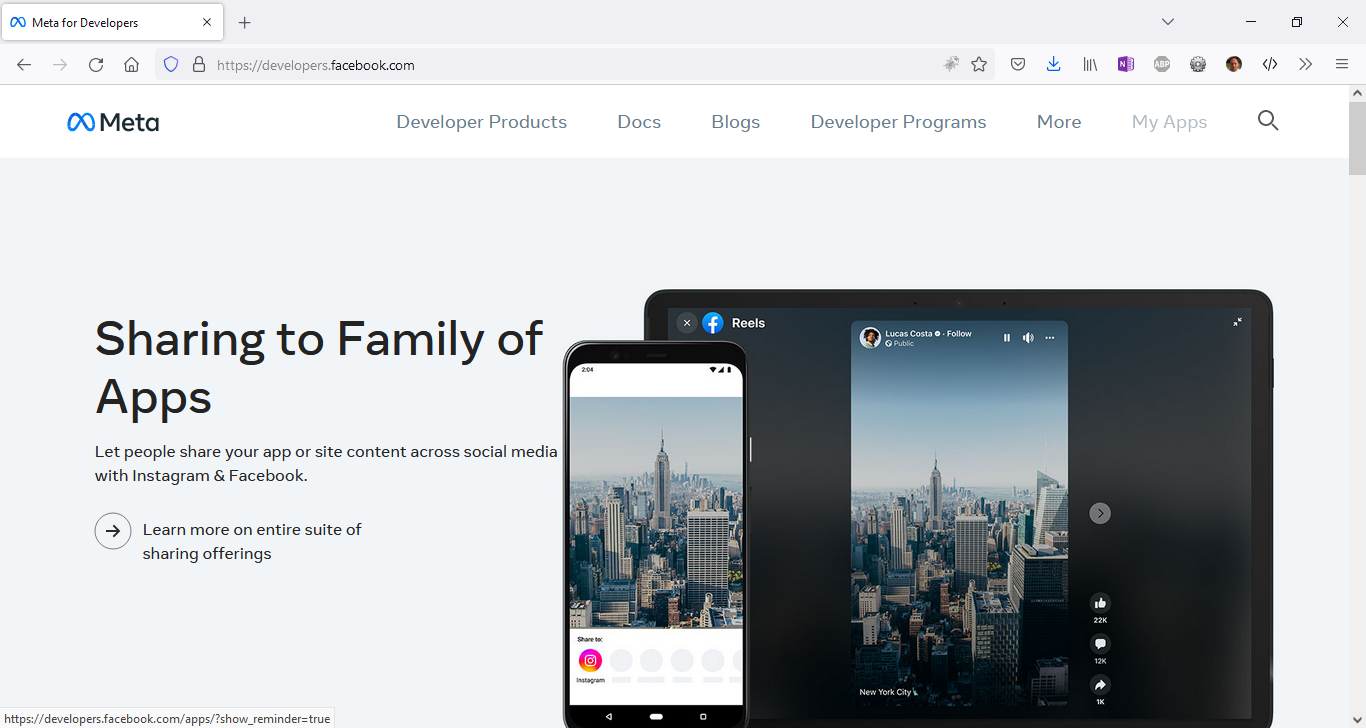 Meta for Developers
https://developers.facebook.com
N
ABP
Meta
Developer Products
Docs
Blogs
Developer Programs
More
My Apps
Sharing to Family of
Apps
Let people share your app or site content across social media
with Instagram & Facebook.
Learn more on entire suite of
sharing offerings
2:04
Share to:
Instagram
Reels
Lucas Costa · Follow
Public
22K
12K
1K
New York City
https://developers.facebook.com/apps/?show_reminder=true